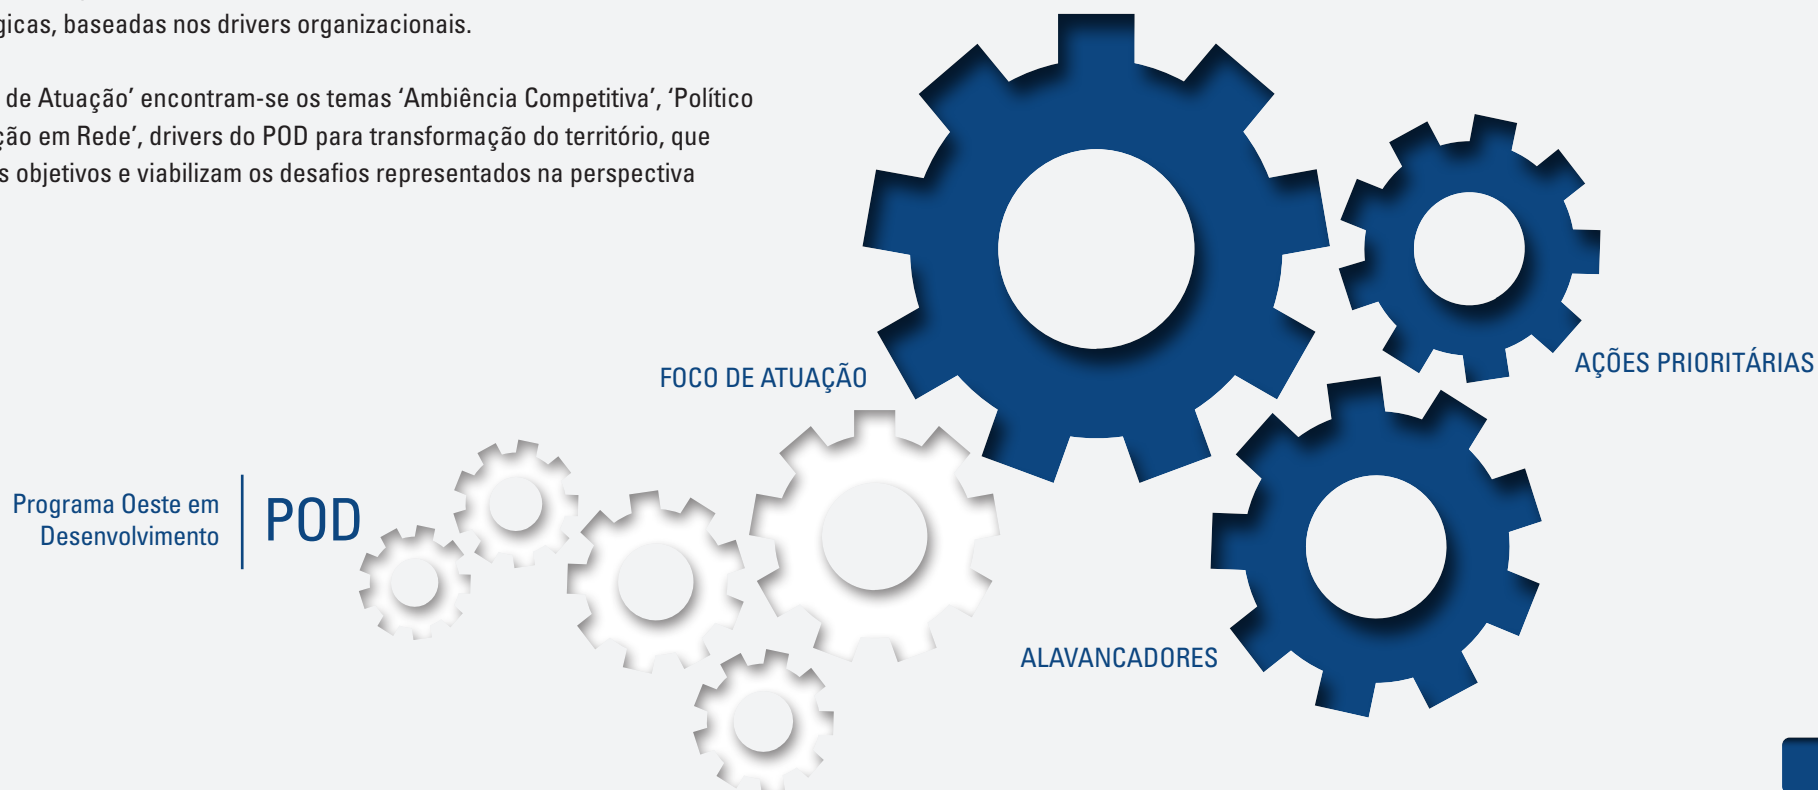 gicas, baseadas nos drivers organizacionais.
de Atuação’ encontram-se os temas ‘Ambiência Competitiva’, ‘Político
ção em Rede’, drivers do POD para transformação do território, que
s objetivos e viabilizam os desafios representados na perspectiva
FOCO DE ATUAÇÃO
AÇÕES PRIORITÁRIAS
Programa Oeste em
Desenvolvimento
POD
ALAVANCADORES